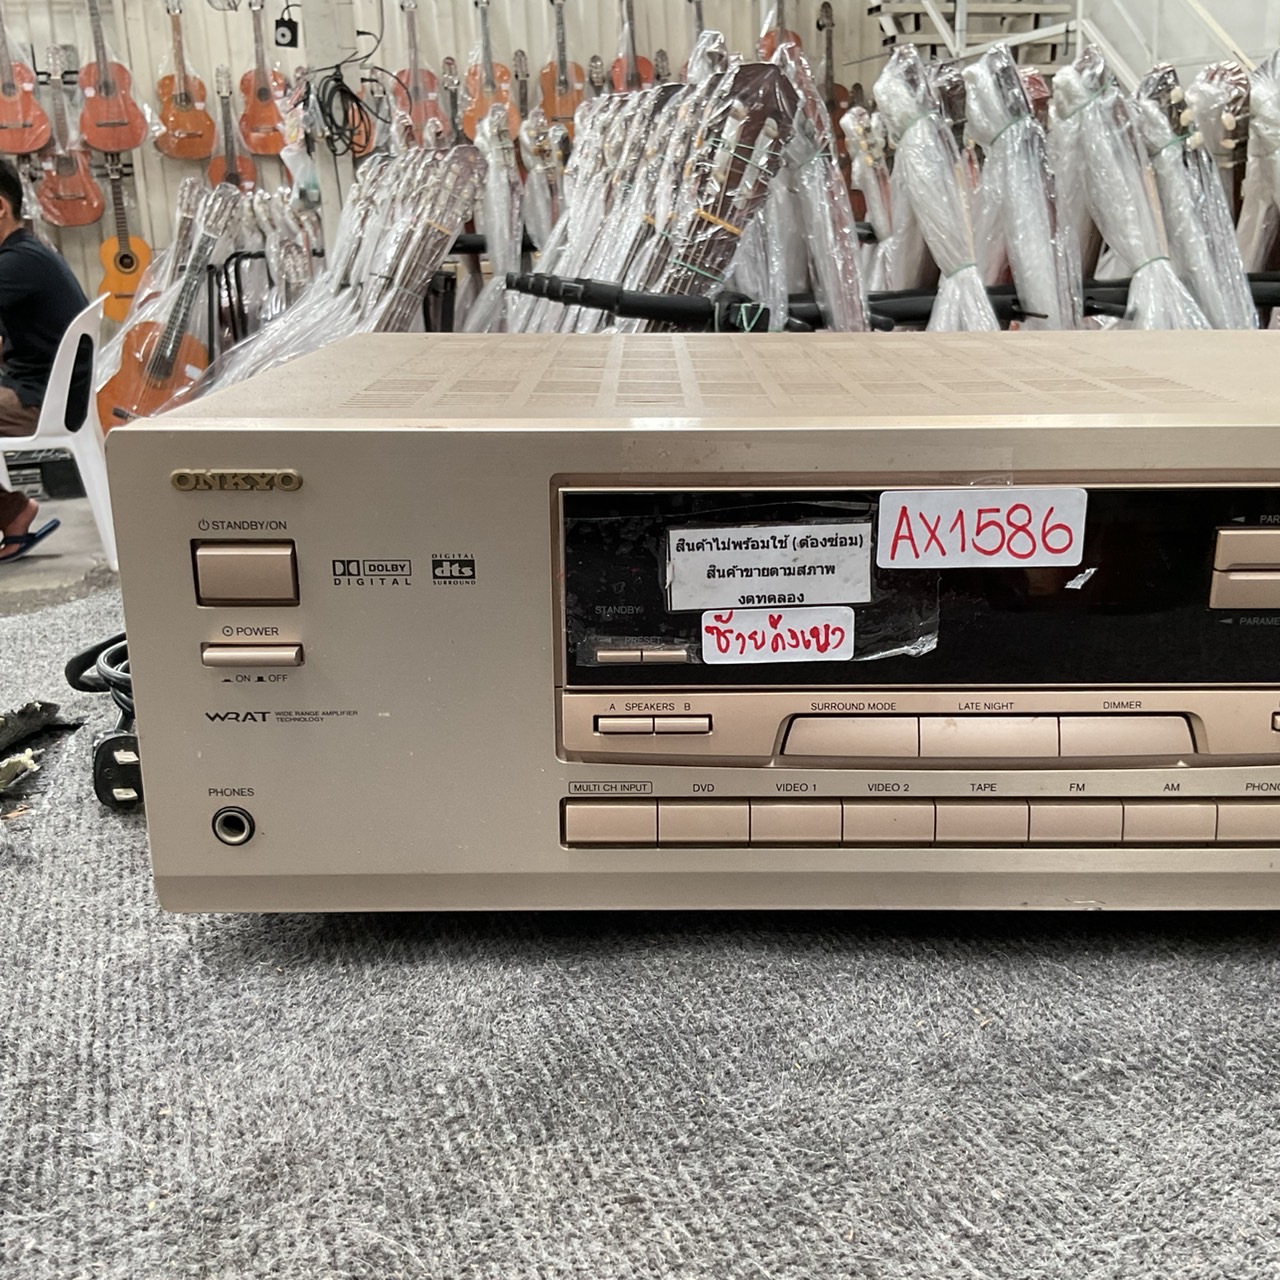 ONKYO
STANDBY/ON
DOLBY
DIGITAL
DIGITAL
dts
SURROUND
POWER
ON OFF
WRAT WIDE RANGE AMPLIFIER
TECHNOLOGY
PHONES
AX1586
สินค้าไม่พร้อมใช้ (ต้องซ่อม)
สินค้าขายตามสภาพ
งดทดลอง
ซ้ายดังเบา
STANDBY
PRESET
PAR
PARAME
A SPEAKERS B
SURROUND MODE
LATE NIGHT
DIMMER
MULTI CH INPUT
DVD
VIDEO 1
VIDEO 2
TAPE
FM
AM
PHONO